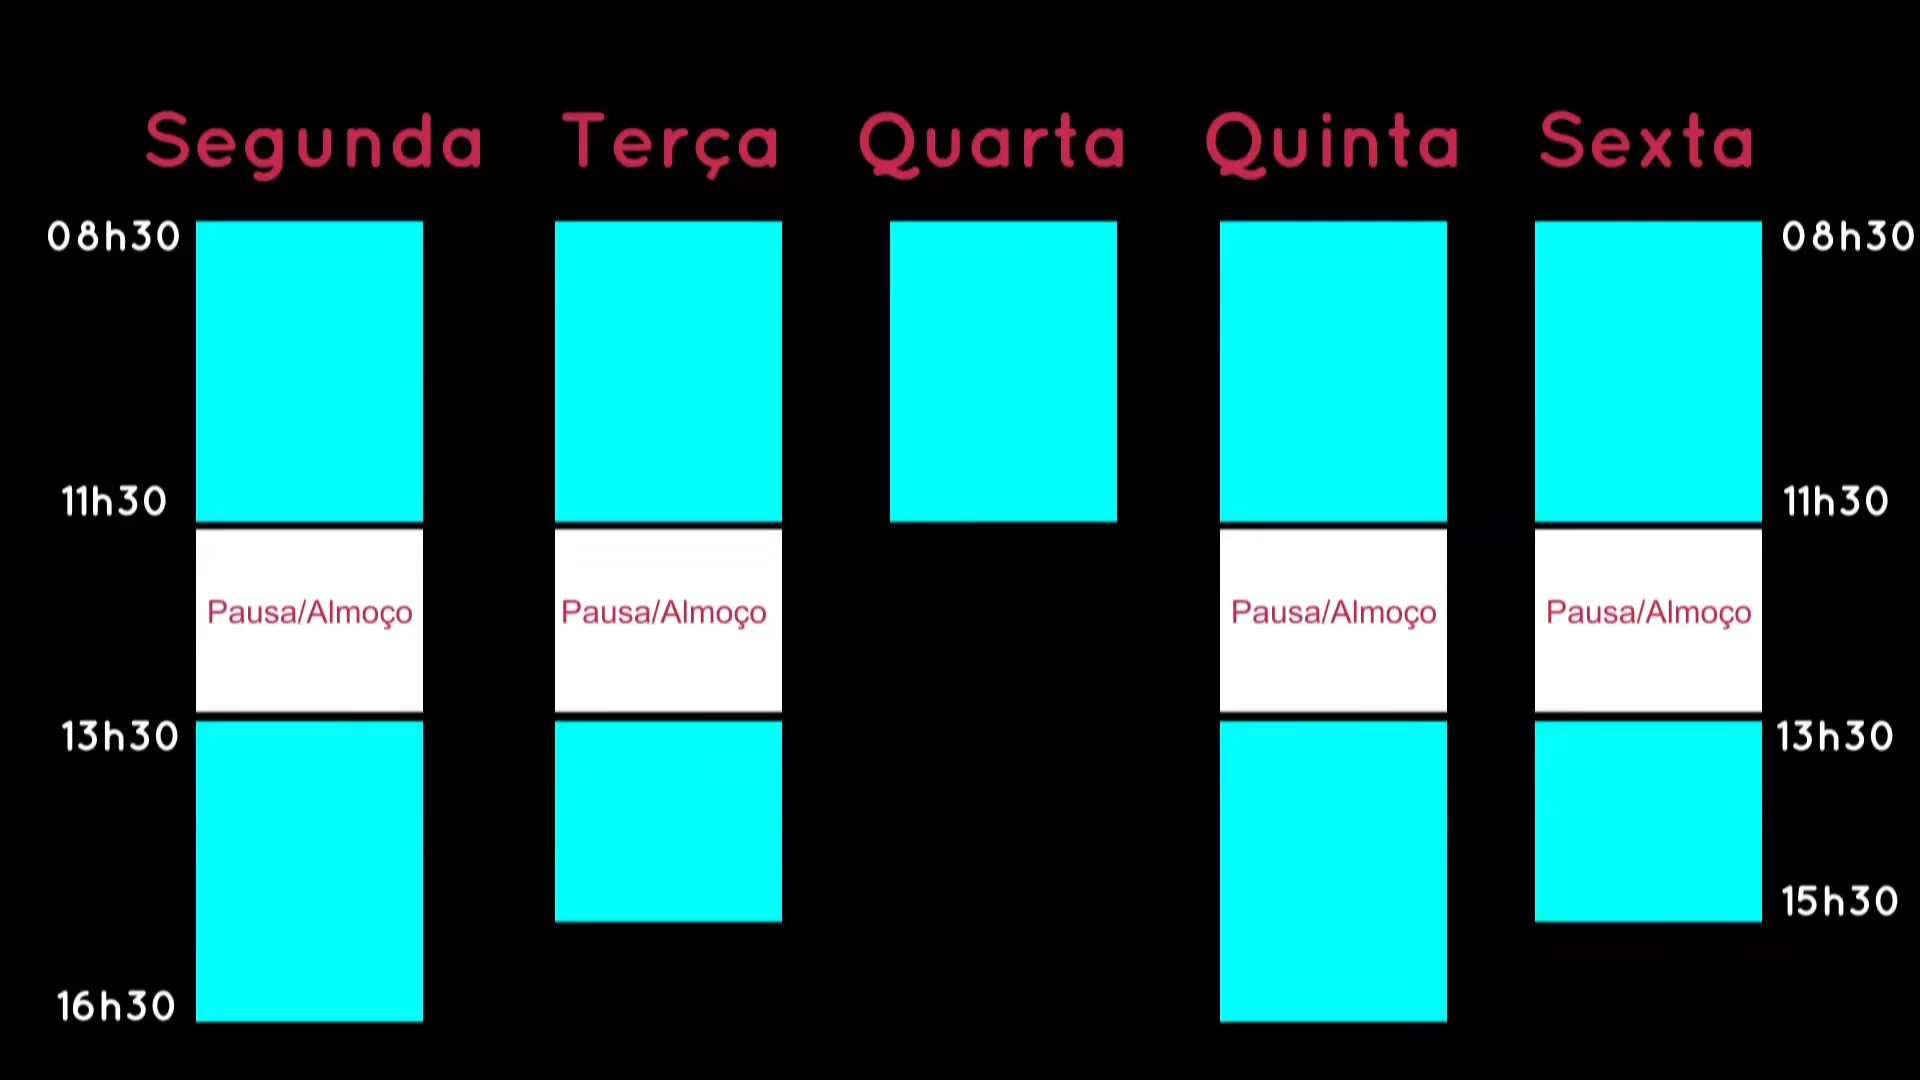 Segunda Terça Quarta Quinta Sexta
08h30 08h30
11h30 11h30
Pausa/Almoço Pausa/Almoço Pausa/Almoço Pausa/Almoço
13h30 13h30
15h30
16h30